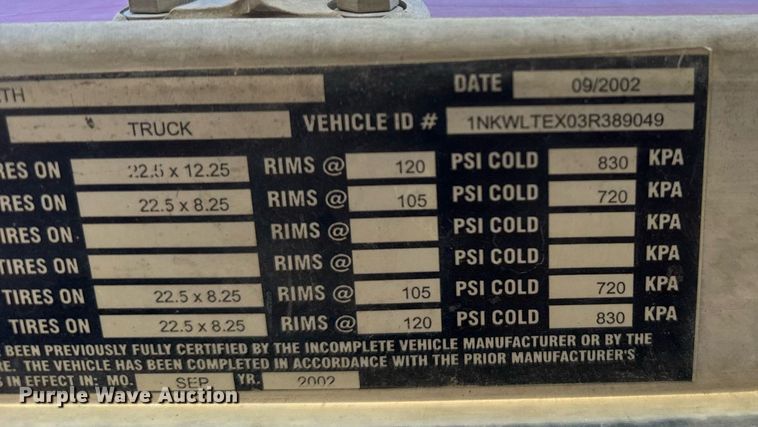 TH DATE 09/2002
TRUCK VEHICLE ID # 1NKWLTEX03R389049
RES ON 22.5 x 12.25 RIMS @ 120 PSI COLD 830 KPA
RES ON 22.5 x 8.25 RIMS @ 105 PSI COLD 720 KPA
TIRES ON RIMS @ PSI COLD KPA
TIRES ON RIMS @ PSI COLD KPA
TIRES ON 22.5 x 8.25 RIMS @ 105 PSI COLD 720 KPA
TIRES ON 22.5 x 8.25 RIMS @ 120 PSI COLD 830 KPA
BEEN PREVIOUSLY FULLY CERTIFIED BY THE INCOMPLETE VEHICLE MANUFACTURER OR BY THE
RE. THE VEHICLE HAS BEEN COMPLETED IN ACCORDANCE WITH THE PRIOR MANUFACTURER'S
S IN EFFECT IN: MO. SEP YR. 2002
Purple Wave Auction